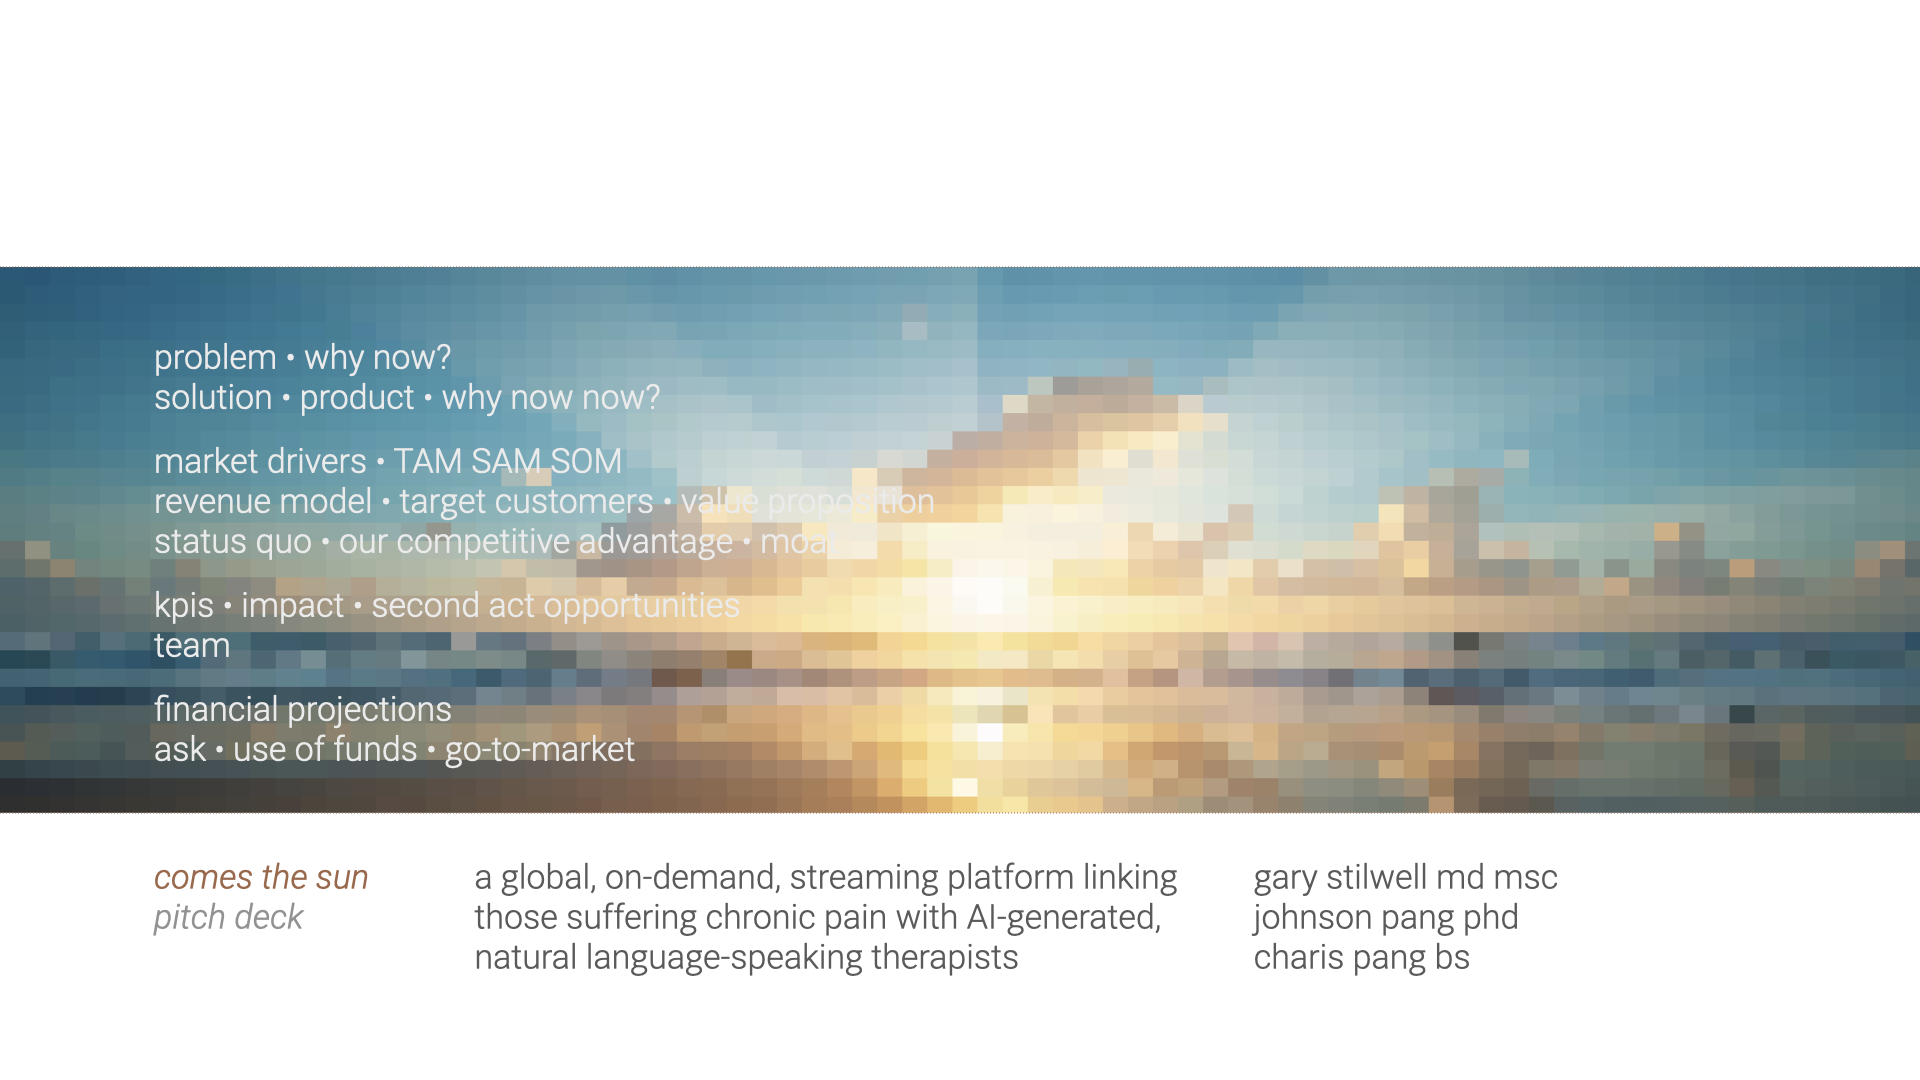 problem • why now?
solution • product • why now now?
market drivers • TAM SAM SOM
revenue model • target customers • value proposition
status quo • our competitive advantage • moat
kpis • impact • second act opportunities
team
financial projections
ask • use of funds • go-to-market
comes the sun
pitch deck
a global, on-demand, streaming platform linking
those suffering chronic pain with AI-generated,
natural language-speaking therapists
gary stilwell md msc
johnson pang phd
charis pang bs